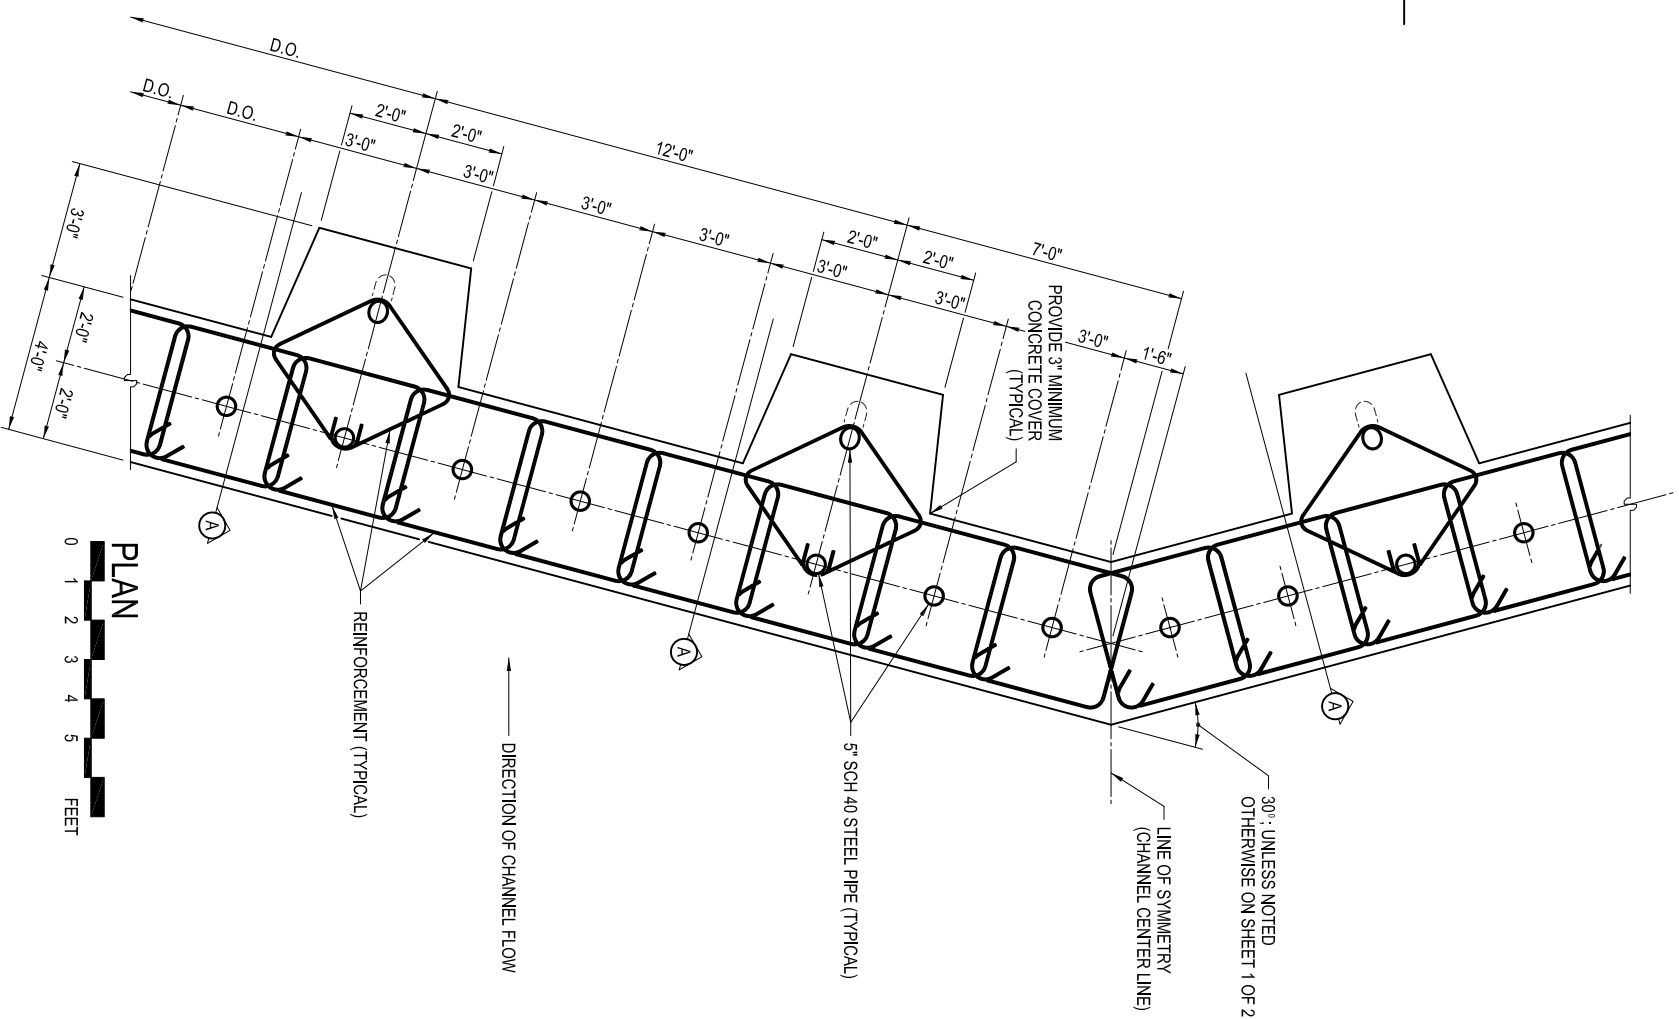 D.O.
12'-0"
7'-0"
D.O.
D.O.
2'-0"
2'-0"
2'-0"
2'-0"
3'-0"
3'-0"
3'-0"
3'-0"
3'-0"
3'-0"
3'-0"
1'-6"
3'-0"
2'-0"
4'-0"
2'-0"
PROVIDE 3" MINIMUM
CONCRETE COVER
(TYPICAL)
A
A
A
30°; UNLESS NOTED
OTHERWISE ON SHEET 1 OF 2
LINE OF SYMMETRY
(CHANNEL CENTER LINE)
5" SCH 40 STEEL PIPE (TYPICAL)
DIRECTION OF CHANNEL FLOW
REINFORCEMENT (TYPICAL)
PLAN
0 1 2 3 4 5 FEET